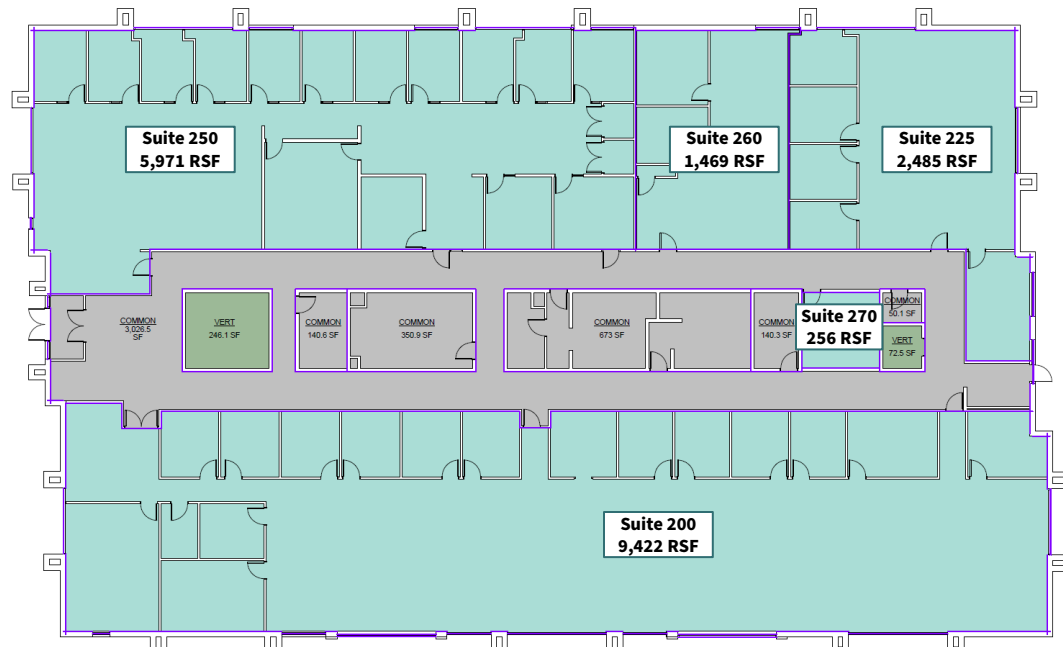 Suite 250
5,971 RSF
Suite 260
1,469 RSF
Suite 225
2,485 RSF
COMMON
3,026.5
SF
VERT
246.1 SF
COMMON
140.6 SF
COMMON
350.9 SF
COMMON
673 SF
COMMON
140.3 SF
Suite 270
256 RSF
COMMON
50.1 SF
VERT
72.5 SF
Suite 200
9,422 RSF